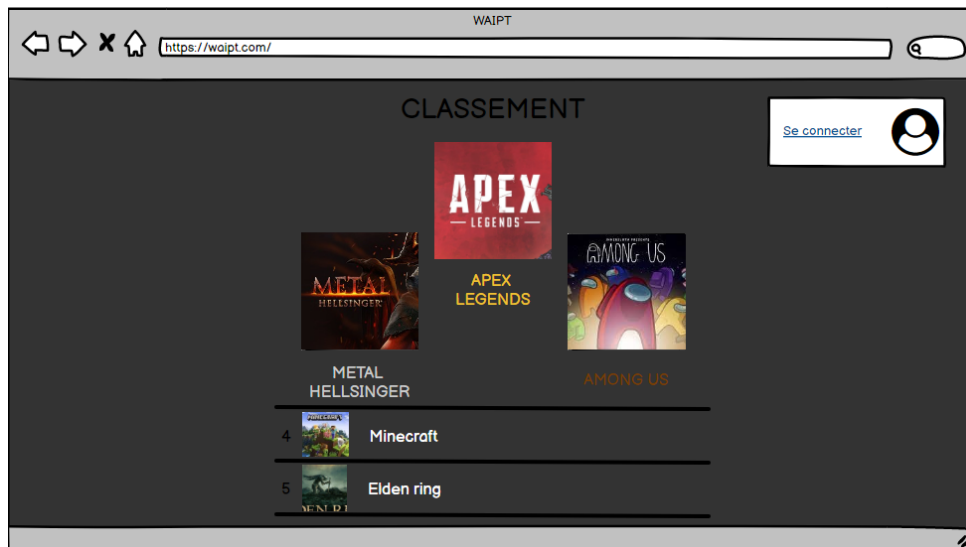 WAIPT
https://waipt.com/
CLASSEMENT
Se connecter
APEX
LEGENDS
APEX
LEGENDS
METAL
HELLSINGER
METAL
HELLSINGER
AMONG US
AMONG US
4
MINECRAFT
Minecraft
5
Elden ring